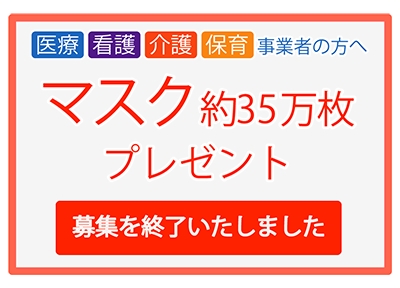 医療 看護 介護 保育 事業者の方へ
マスク約35万枚
プレゼント
募集を終了いたしました